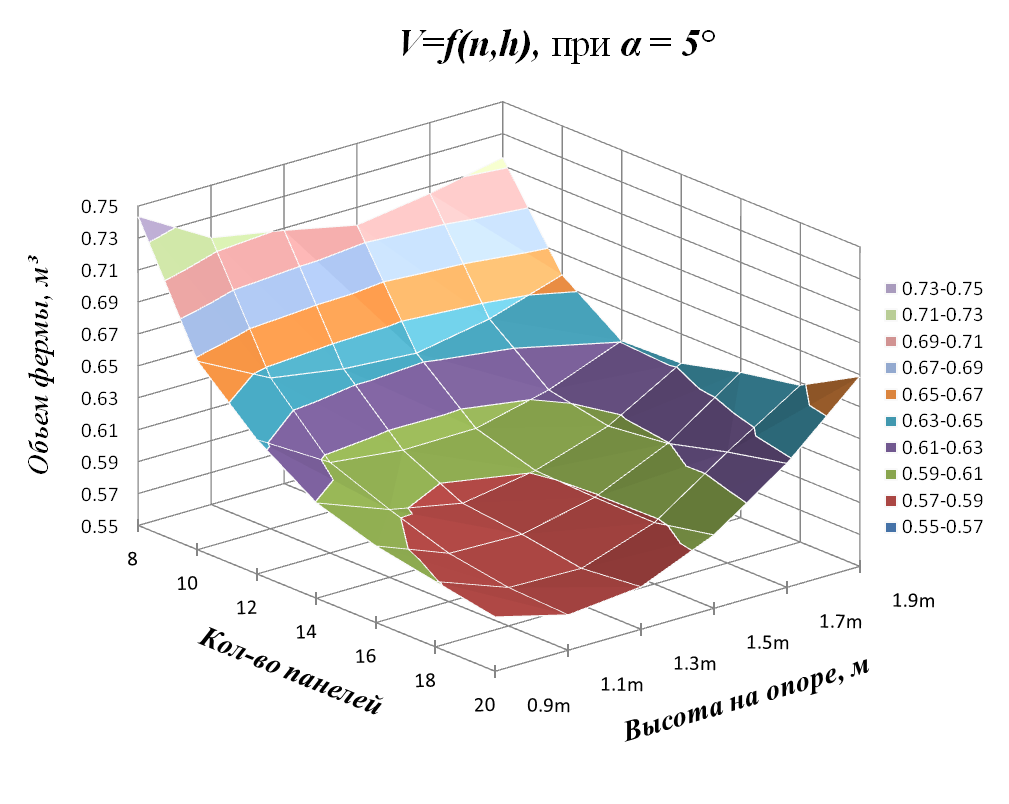 V=f(n,h), при α = 5°
Объем фермы, м³
0.75
0.73
0.71
0.69
0.67
0.65
0.63
0.61
0.59
0.57
0.55
8
10
12
14
16
18
20
Кол-во панелей
0.9m
1.1m
1.3m
1.5m
1.7m
1.9m
Высота на опоре, м
0.73-0.75
0.71-0.73
0.69-0.71
0.67-0.69
0.65-0.67
0.63-0.65
0.61-0.63
0.59-0.61
0.57-0.59
0.55-0.57